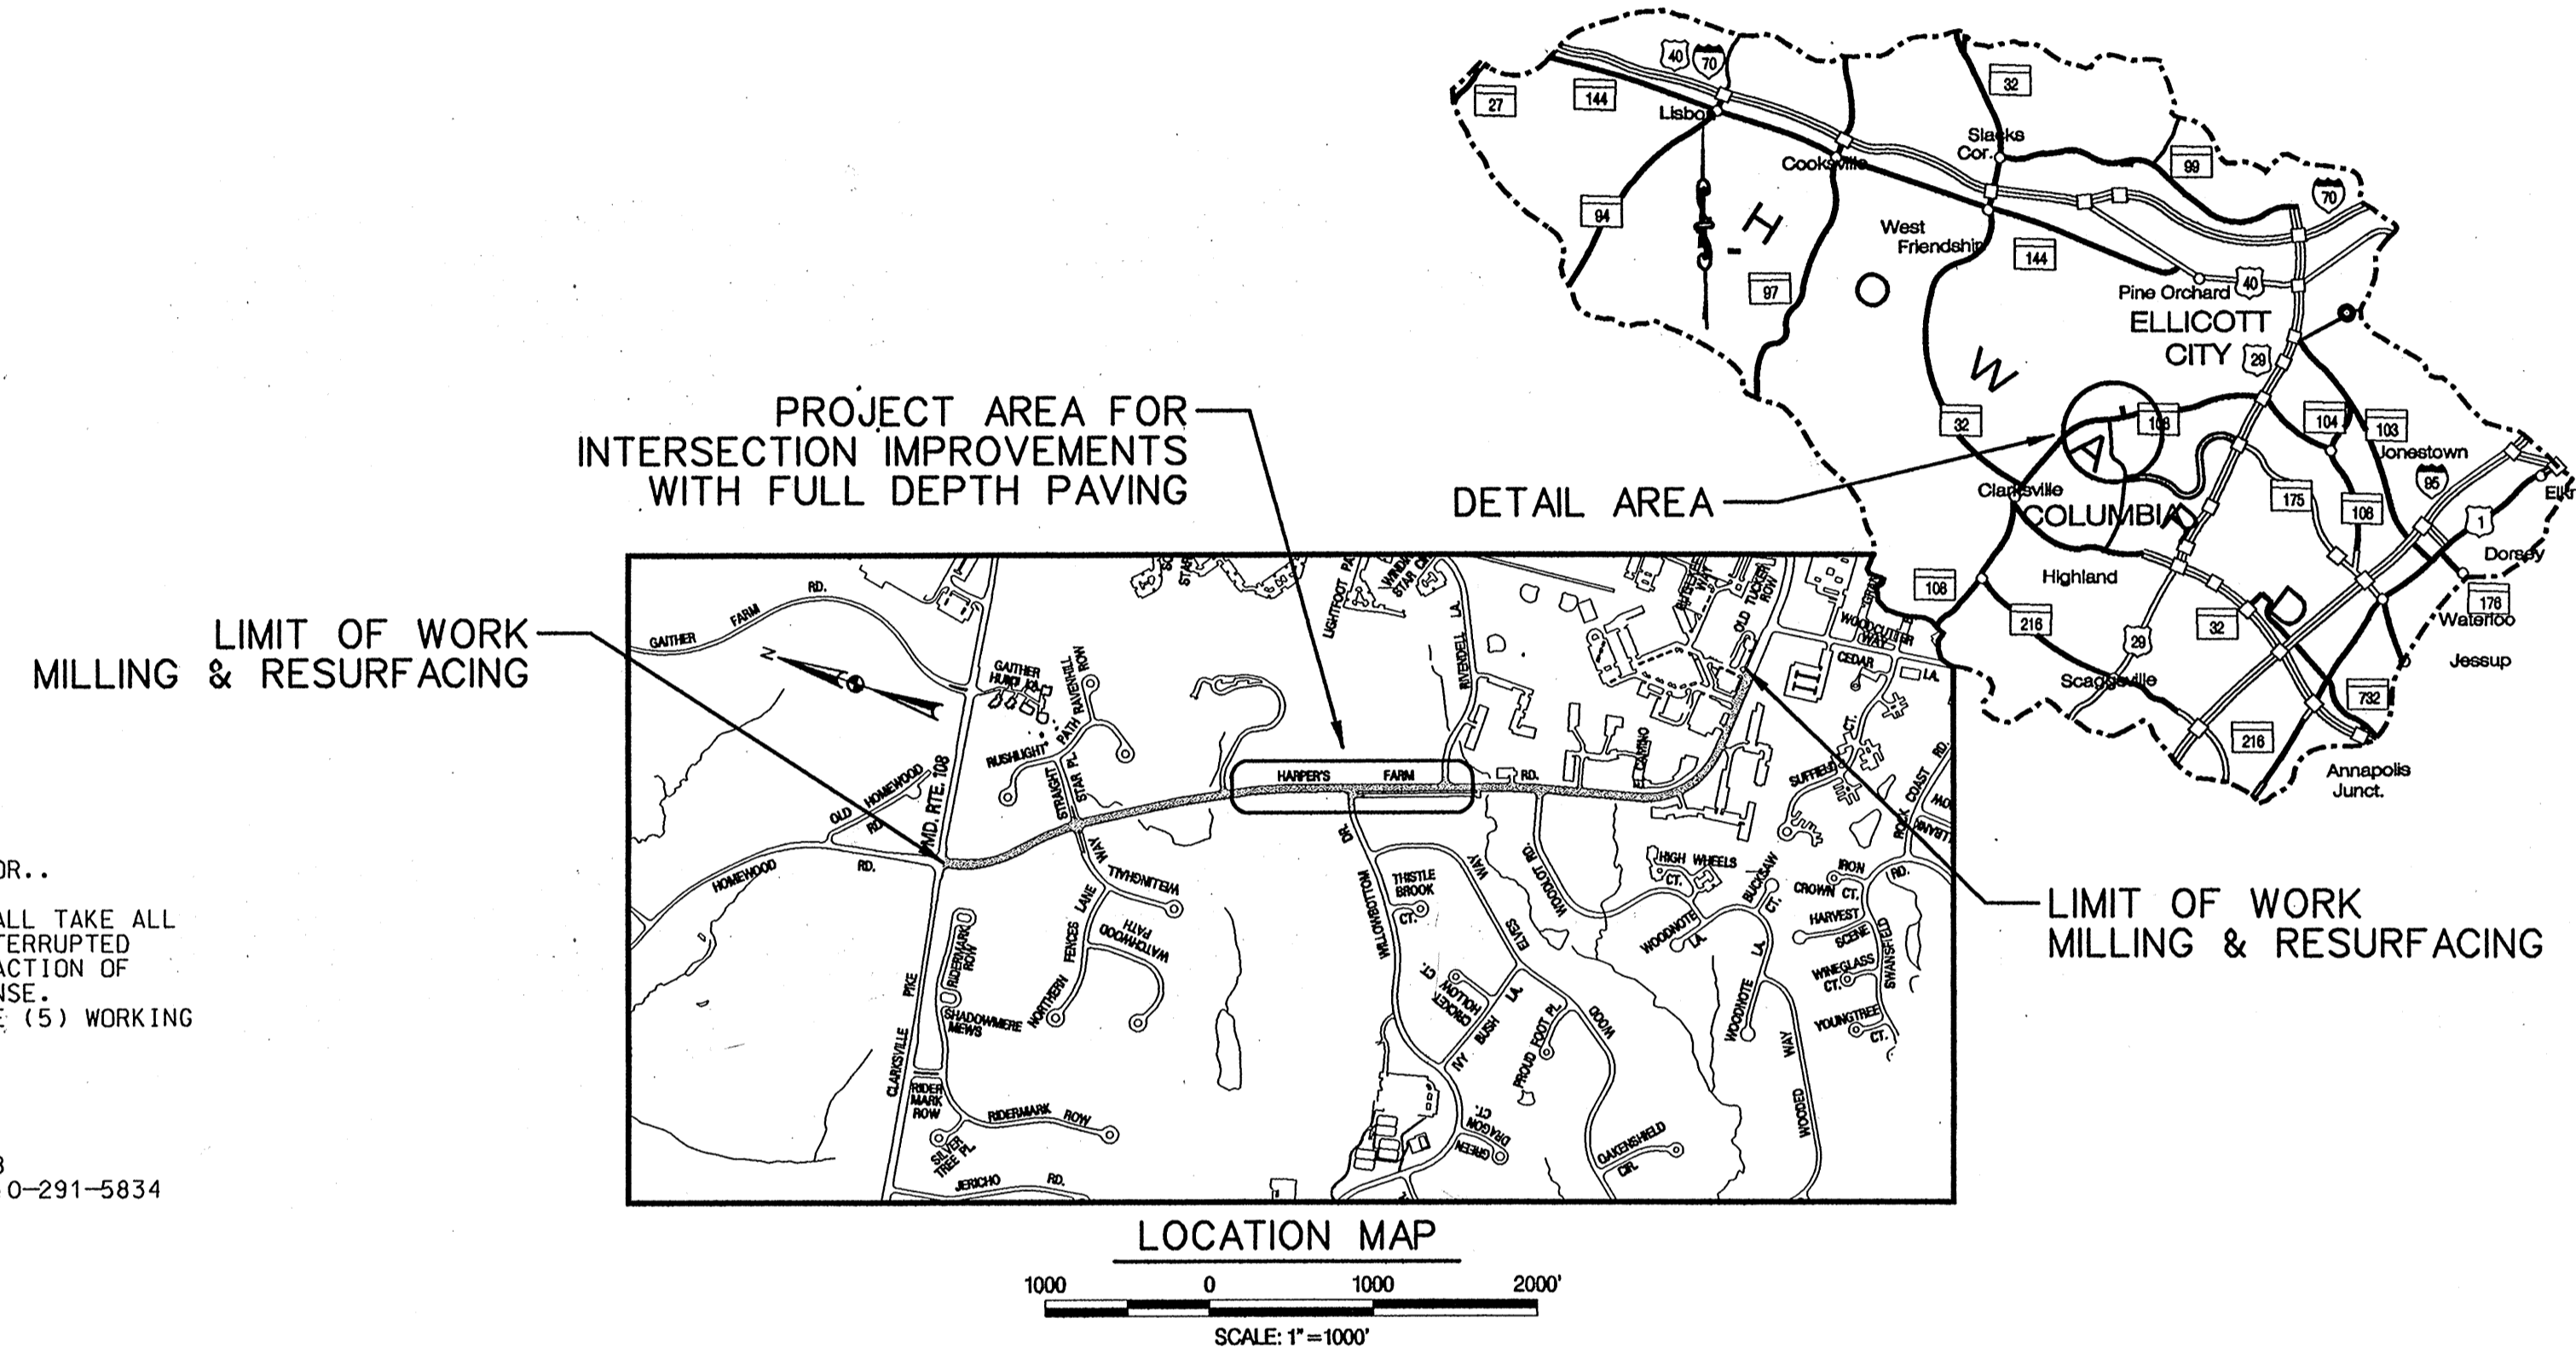 PROJECT AREA FOR
INTERSECTION IMPROVEMENTS
WITH FULL DEPTH PAVING
DETAIL AREA
LIMIT OF WORK
MILLING & RESURFACING
LIMIT OF WORK
MILLING & RESURFACING
OR..
ALL TAKE ALL
TERRUPTED
ACTION OF
NSE.
E (5) WORKING
0-291-5834
40
70
27
144
Lisbon
32
Slacks
Cor.
Cooksville
99
70
94
West
Friendship
144
97
Pine Orchard
40
ELLICOTT
CITY
29
H
O
W
A
R
D
32
108
104
103
Jonestown
95
Clarksville
COLUMBIA
175
108
1
Dorsey
Highland
108
216
29
32
176
Waterloo
Jessup
Scaggsville
732
216
Annapolis
Junct.
GAITHER FARM RD.
N
GAITHER
HUNT LA.
RUSHLIGHT PATH
RAVENHILL ROW
STRAIGHT
STAR PL.
OLD HOMEWOOD
RD.
MD. RTE. 108
HOMEWOOD RD.
LIGHTFOOT
RIVENDELL LA.
OLD TUCKER
ROW
WOODCUTTER
WAY
CEDAR
LA.
HARPER'S FARM RD.
EL CAMINO
SUFFIELD CT.
ROLL COAST RD.
WAY
WELLINGHALL
NORTHERN FENCES LANE
WATCHWOOD
PATH
RIDERMARK
ROW
SHADOWMERE
MEWS
CLARKSVILLE PIKE
RIDER
MARK
ROW
RIDERMARK ROW
SILVER
TREE PL.
JERICHO RD.
WILLOWBOTTOM DR.
THISTLE
BROOK
CT.
ELVES WAY
WOODLOT RD.
HIGH WHEELS
CT.
BUCKSAW
CT.
WOODNOTE
LA.
WOODNOTE LA.
IRON
CROWN CT.
RD.
HARVEST
SCENE
SWANSFIELD
WINEGLASS
CT.
YOUNGTREE
CT.
CRICKET
HOLLOW
CT.
IVY BUSH LA.
PROUD FOOT PL.
WOOD
WOODED WAY
GREEN
DRAGON
CT.
OAKENSHIELD
CIR.
LOCATION MAP
1000 0 1000 2000'
SCALE: 1"=1000'